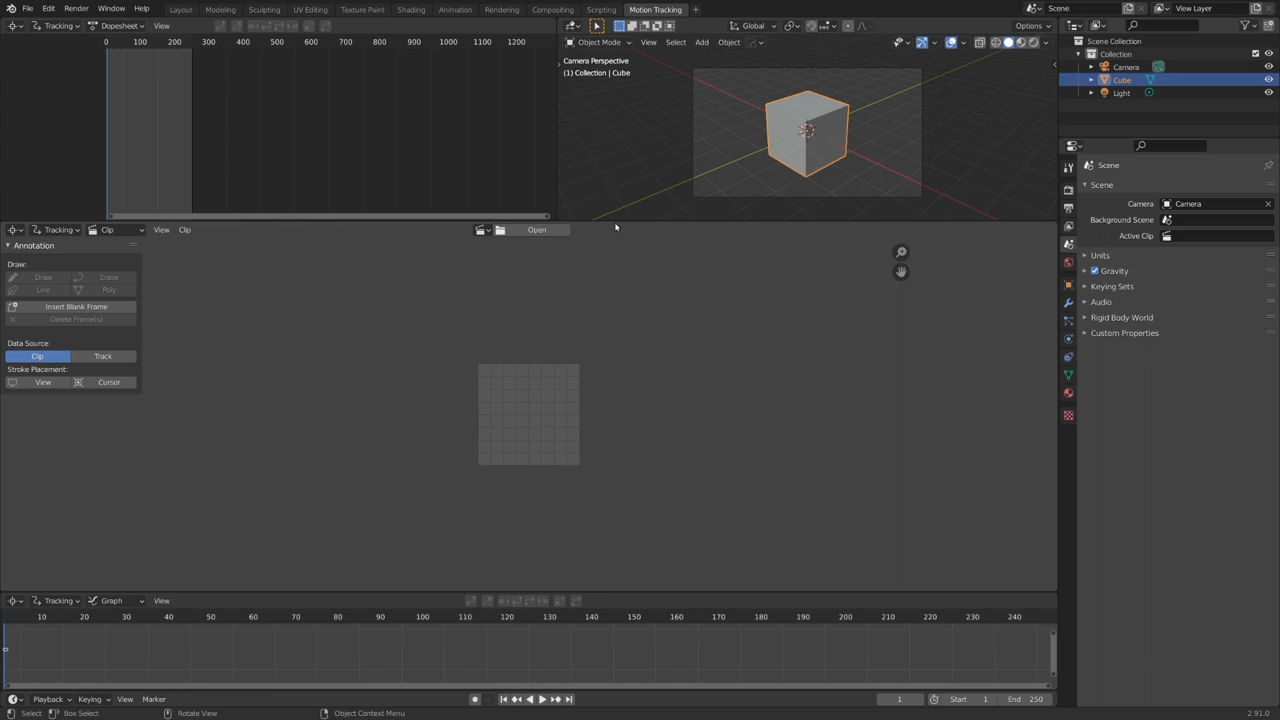 File Edit Render Window Help Layout Modeling Sculpting UV Editing Texture Paint Shading Animation Rendering Compositing Scripting Motion Tracking + Scene View Layer
Tracking Dopesheet View Global Options
0 100 200 300 400 500 600 700 800 900 1000 1100 1200
Object Mode View Select Add Object
Camera Perspective
(1) Collection | Cube
Scene Collection
Collection
Camera
Cube
Light
Scene
Scene
Camera Camera
Background Scene
Active Clip
Units
Gravity
Keying Sets
Audio
Rigid Body World
Custom Properties
Tracking Clip View Clip Open
Annotation
Draw:
Draw Erase
Line Poly
Insert Blank Frame
Delete Frame(s)
Data Source:
Clip Track
Stroke Placement:
View Cursor
Tracking Graph View
10 20 30 40 50 60 70 80 90 100 110 120 130 140 150 160 170 180 190 200 210 220 230 240
Playback Keying View Marker 1 Start 1 End 250
Select Box Select Rotate View Object Context Menu 2.91.0